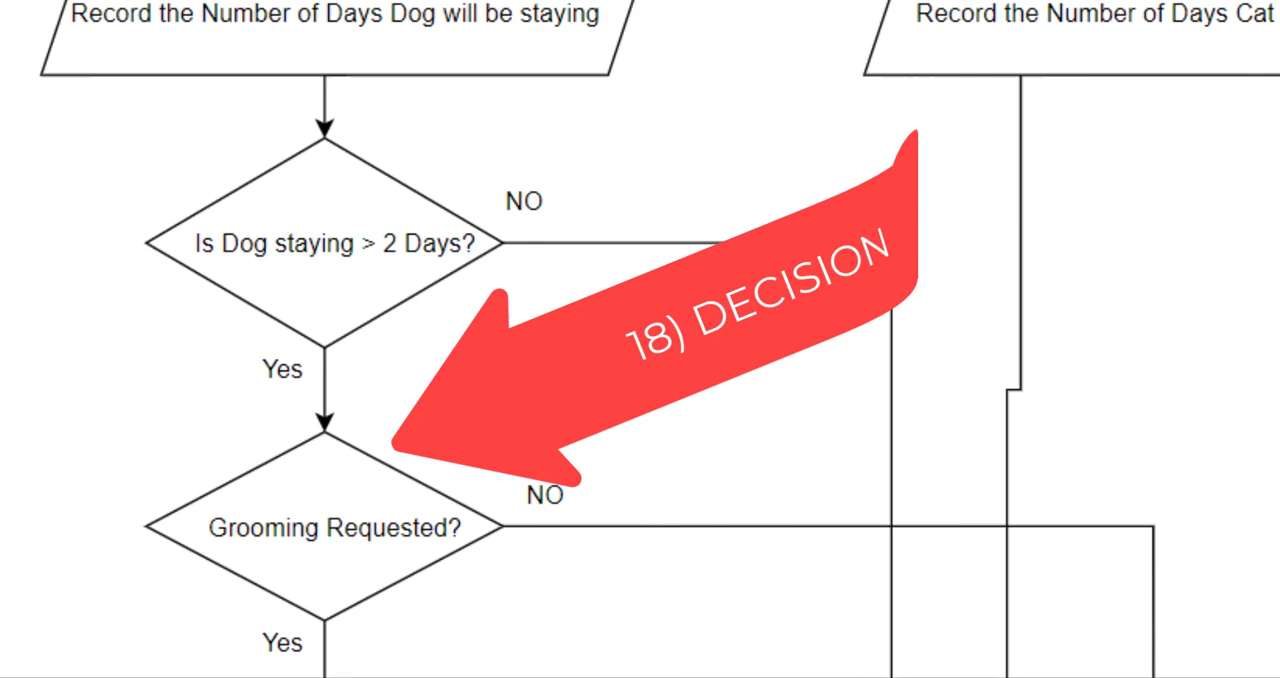 Record the Number of Days Dog will be staying
Record the Number of Days Cat
NO
Is Dog staying > 2 Days?
18) DECISION
Yes
NO
Grooming Requested?
Yes